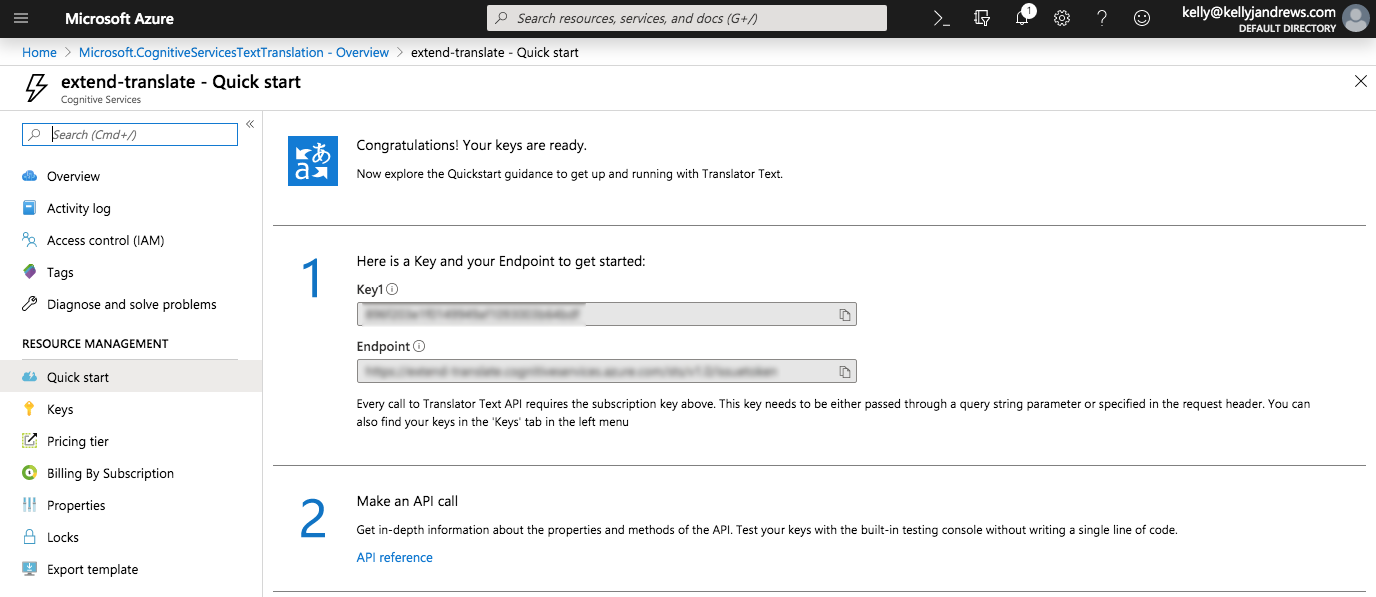 Microsoft Azure
Search resources, services, and docs (G+/)
1
kelly@kellyjandrews.com
DEFAULT DIRECTORY
Home > Microsoft.CognitiveServicesTextTranslation - Overview > extend-translate - Quick start
extend-translate - Quick start
Cognitive Services
Search (Cmd+/)
Overview
Activity log
Access control (IAM)
Tags
Diagnose and solve problems
RESOURCE MANAGEMENT
Quick start
Keys
Pricing tier
Billing By Subscription
Properties
Locks
Export template
Congratulations! Your keys are ready.
Now explore the Quickstart guidance to get up and running with Translator Text.
1
Here is a Key and your Endpoint to get started:
Key1
Endpoint
Every call to Translator Text API requires the subscription key above. This key needs to be either passed through a query string parameter or specified in the request header. You can
also find your keys in the 'Keys' tab in the left menu
2
Make an API call
Get in-depth information about the properties and methods of the API. Test your keys with the built-in testing console without writing a single line of code.
API reference